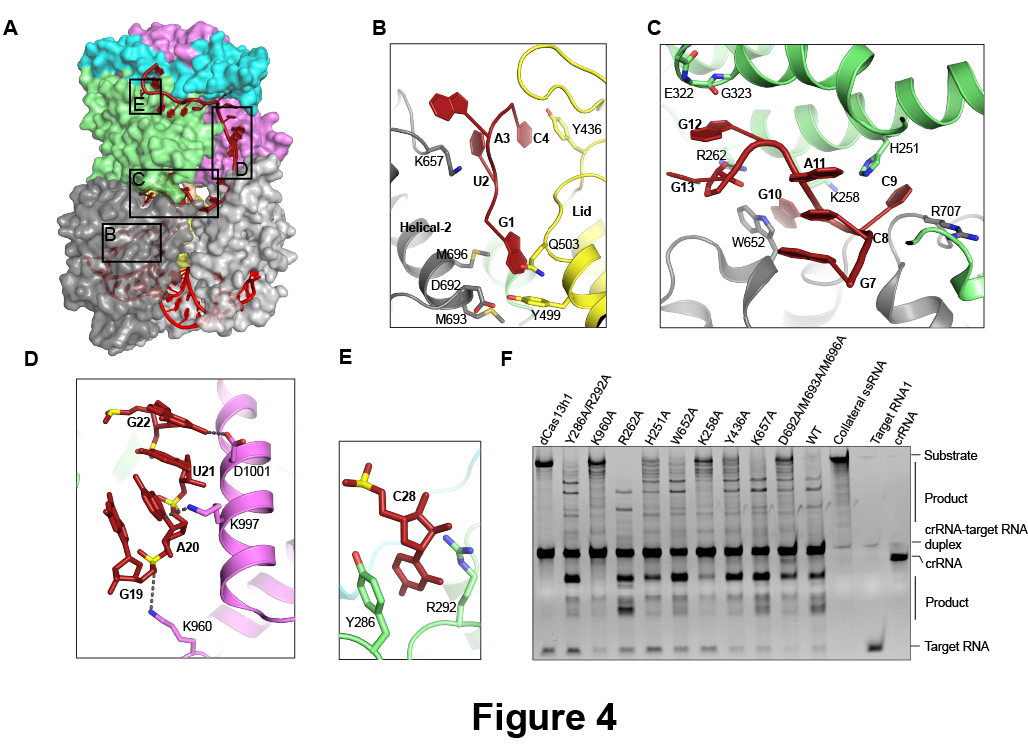 A
E
D
C
B
B
Y436
A3
C4
K657
U2
G1
Lid
Helical-2
Q503
M696
D692
M693
Y499
C
E322
G323
G12
H251
R262
A11
G13
K258
C9
G10
R707
W652
C8
G7
D
G22
D1001
U21
K997
A20
G19
K960
E
C28
R292
Y286
F
dCas13h1
Y286A/R292A
K960A
R262A
H251A
W652A
K258A
Y436A
K657A
D692A/M693A/M696A
WT
Collateral ssRNA
Target RNA1
crRNA
Substrate
Product
crRNA-target RNA
duplex
crRNA
Product
Target RNA
Figure 4